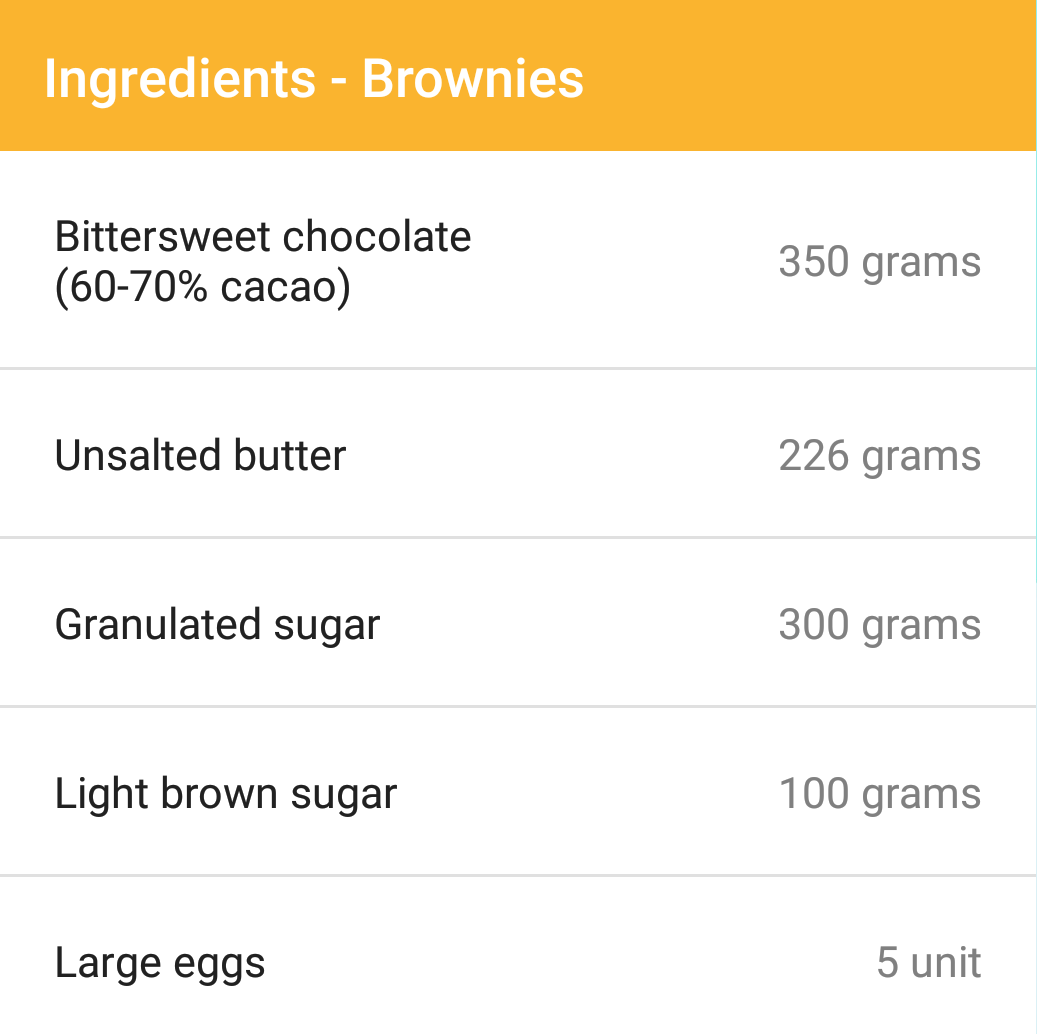 Ingredients - Brownies
Bittersweet chocolate
(60-70% cacao)
350 grams
Unsalted butter 226 grams
Granulated sugar 300 grams
Light brown sugar 100 grams
Large eggs 5 unit